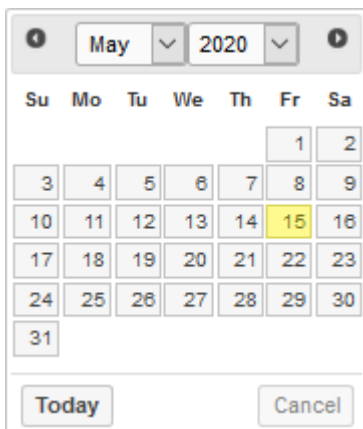 May 2020
Su Mo Tu We Th Fr Sa
1 2
3 4 5 6 7 8 9
10 11 12 13 14 15 16
17 18 19 20 21 22 23
24 25 26 27 28 29 30
31
Today Cancel